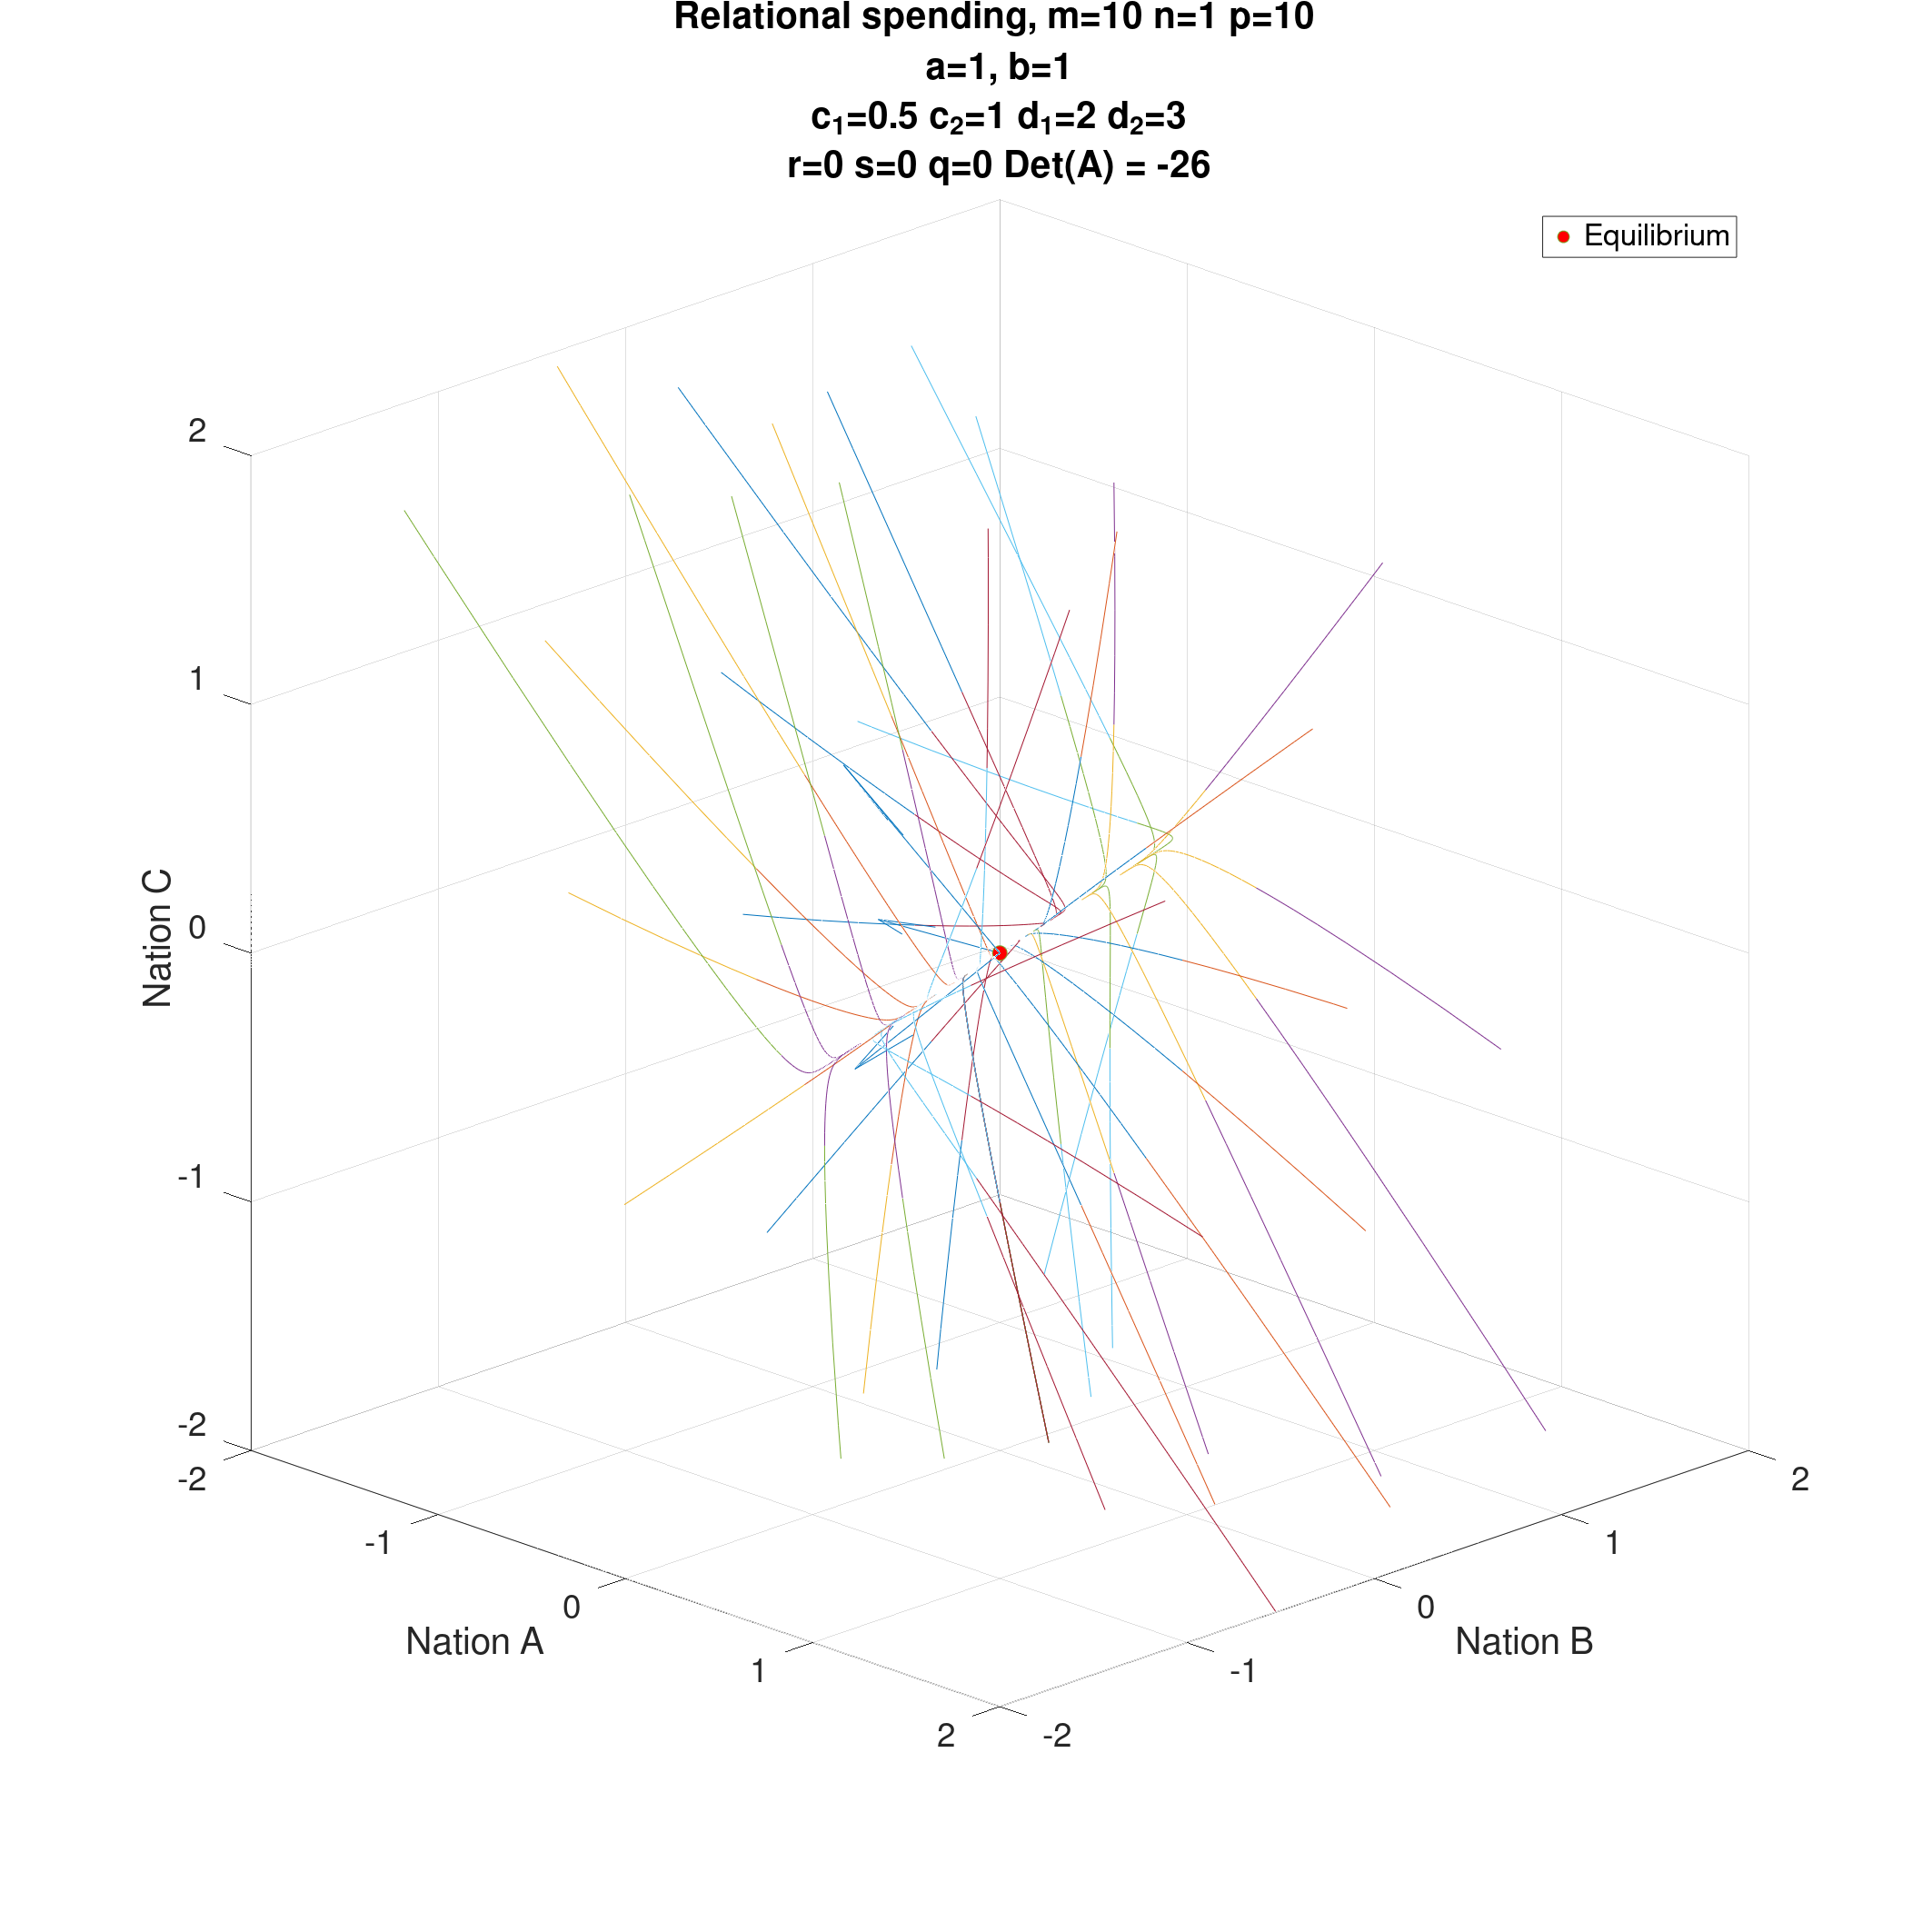 Relational spending, m=10 n=1 p=10
a=1, b=1
c₁=0.5 c₂=1 d₁=2 d₂=3
r=0 s=0 q=0 Det(A) = -26
Equilibrium
2
1
0
-1
-2
Nation C
-2
-1
0
1
2
Nation A
-2
-1
0
1
2
Nation B